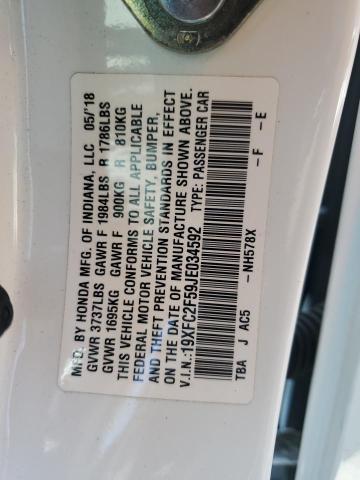 MFD. BY HONDA MFG. OF INDIANA, LLC 05/'18
GVWR 3737LBS GAWR F 1984LBS R 1786LBS
GVWR 1695KG GAWR F 900KG R 810KG
THIS VEHICLE CONFORMS TO ALL APPLICABLE
FEDERAL MOTOR VEHICLE SAFETY, BUMPER,
AND THEFT PREVENTION STANDARDS IN EFFECT
ON THE DATE OF MANUFACTURE SHOWN ABOVE.
V.I.N.:19XFC2F59JE034592 TYPE: PASSENGER CAR
NH578X - F - E
TBA J AC5 -